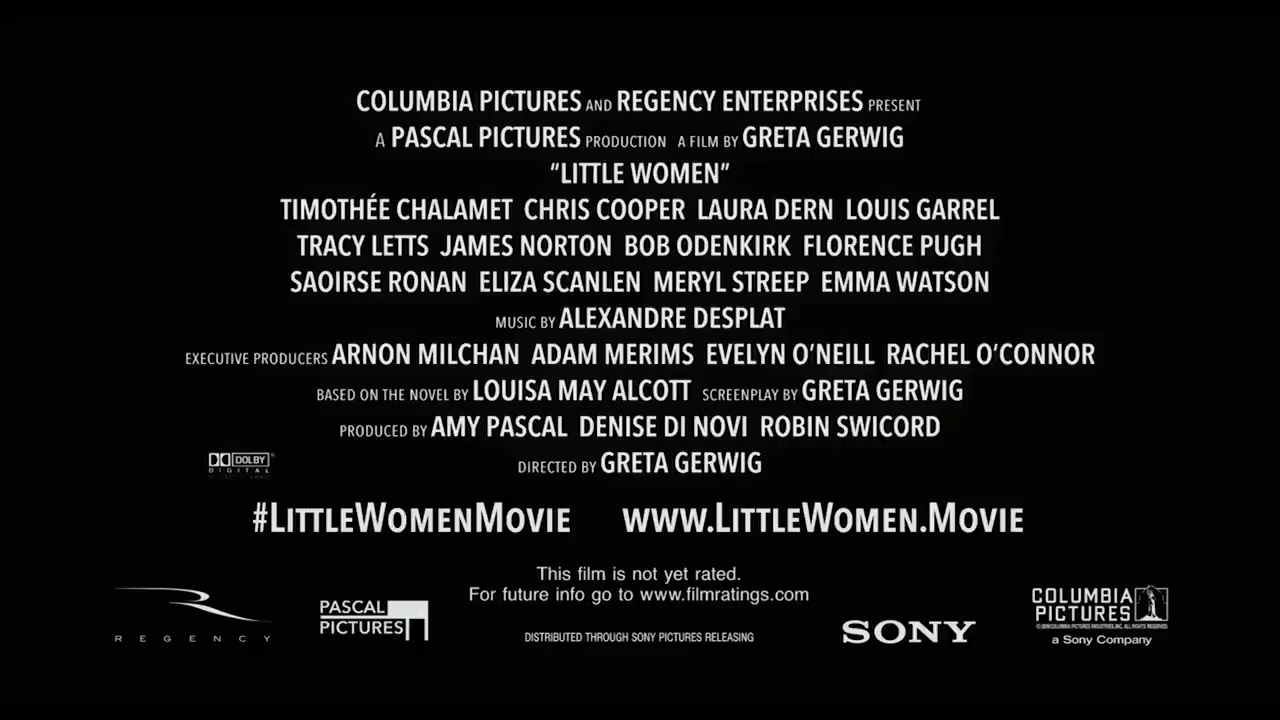 COLUMBIA PICTURES AND REGENCY ENTERPRISES PRESENT
A PASCAL PICTURES PRODUCTION A FILM BY GRETA GERWIG
“LITTLE WOMEN”
TIMOTHÉE CHALAMET CHRIS COOPER LAURA DERN LOUIS GARREL
TRACY LETTS JAMES NORTON BOB ODENKIRK FLORENCE PUGH
SAOIRSE RONAN ELIZA SCANLEN MERYL STREEP EMMA WATSON
MUSIC BY ALEXANDRE DESPLAT
EXECUTIVE PRODUCERS ARNON MILCHAN ADAM MERIMS EVELYN O’NEILL RACHEL O’CONNOR
BASED ON THE NOVEL BY LOUISA MAY ALCOTT SCREENPLAY BY GRETA GERWIG
PRODUCED BY AMY PASCAL DENISE DI NOVI ROBIN SWICORD
DIRECTED BY GRETA GERWIG
DOLBY
DIGITAL
#LITTLEWOMENMOVIE WWW.LITTLEWOMEN.MOVIE
This film is not yet rated.
For future info go to www.filmratings.com
REGENCY
PASCAL
PICTURES
DISTRIBUTED THROUGH SONY PICTURES RELEASING
SONY
COLUMBIA
PICTURES
a Sony Company